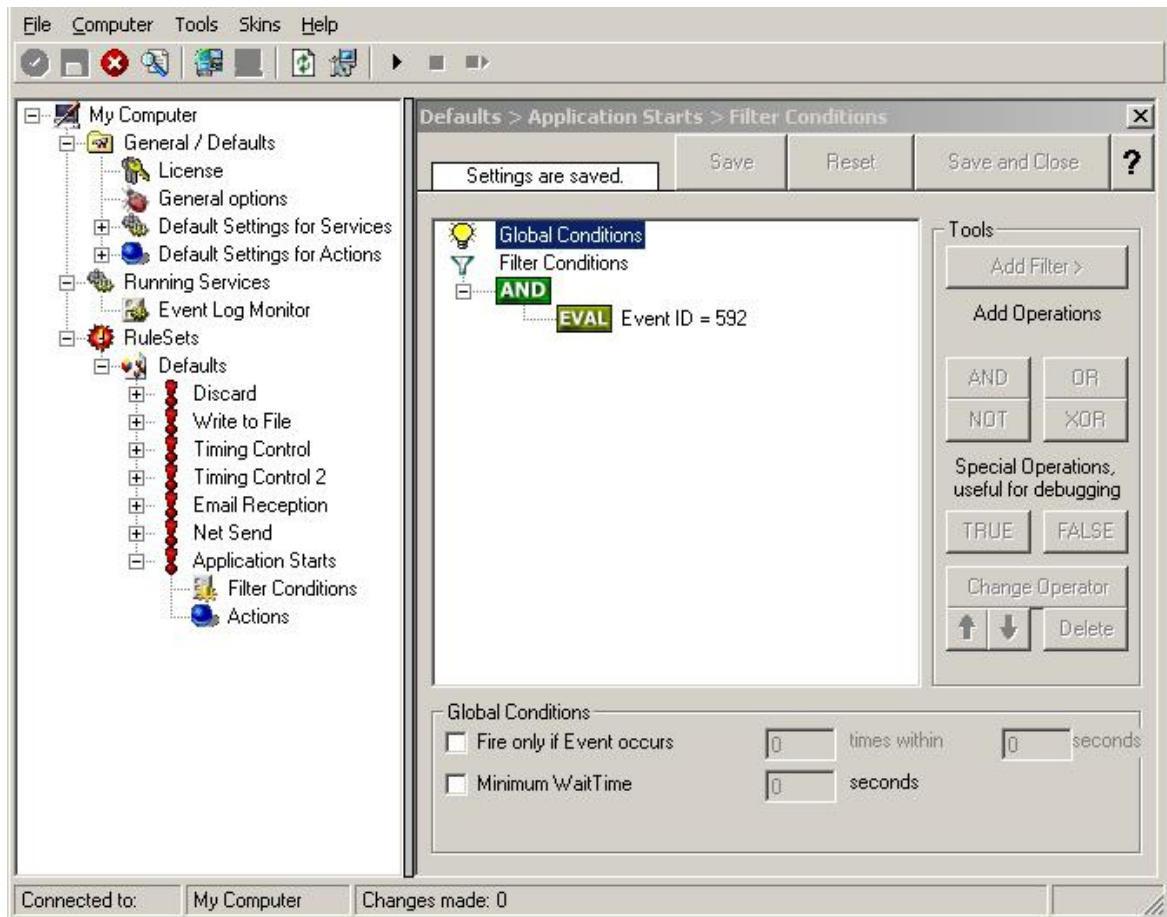 File Computer Tools Skins Help
My Computer
General / Defaults
License
General options
Default Settings for Services
Default Settings for Actions
Running Services
Event Log Monitor
RuleSets
Defaults
Discard
Write to File
Timing Control
Timing Control 2
Email Reception
Net Send
Application Starts
Filter Conditions
Actions
Defaults > Application Starts > Filter Conditions
Settings are saved.
Save
Reset
Save and Close
?
Global Conditions
Filter Conditions
AND
EVAL Event ID = 592
Tools
Add Filter >
Add Operations
AND OR
NOT XOR
Special Operations,
useful for debugging
TRUE FALSE
Change Operator
Delete
Global Conditions
Fire only if Event occurs 0 times within 0 seconds
Minimum WaitTime 0 seconds
Connected to: My Computer Changes made: 0